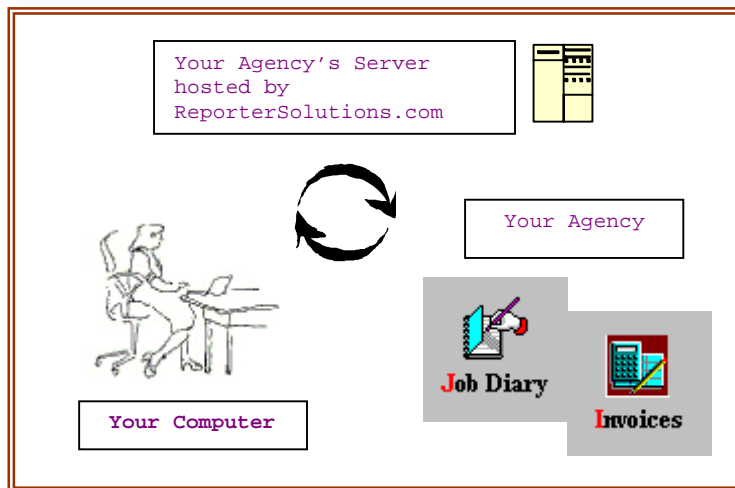 Your Agency’s Server
hosted by
ReporterSolutions.com
Your Agency
Job Diary
Invoices
Your Computer